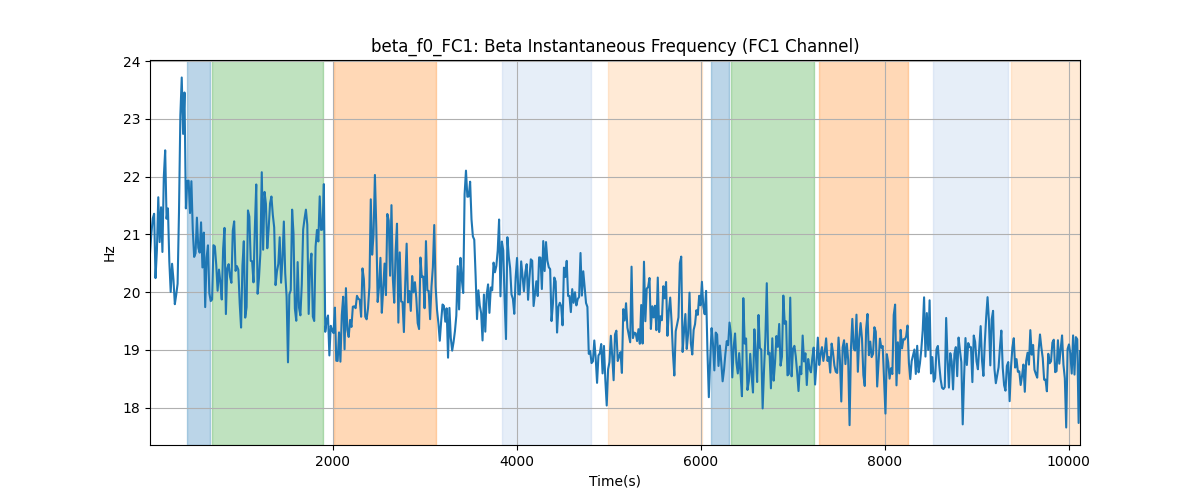 beta_f0_FC1: Beta Instantaneous Frequency (FC1 Channel)
24
23
22
21
20
19
18
Hz
2000 4000 6000 8000 10000
Time(s)